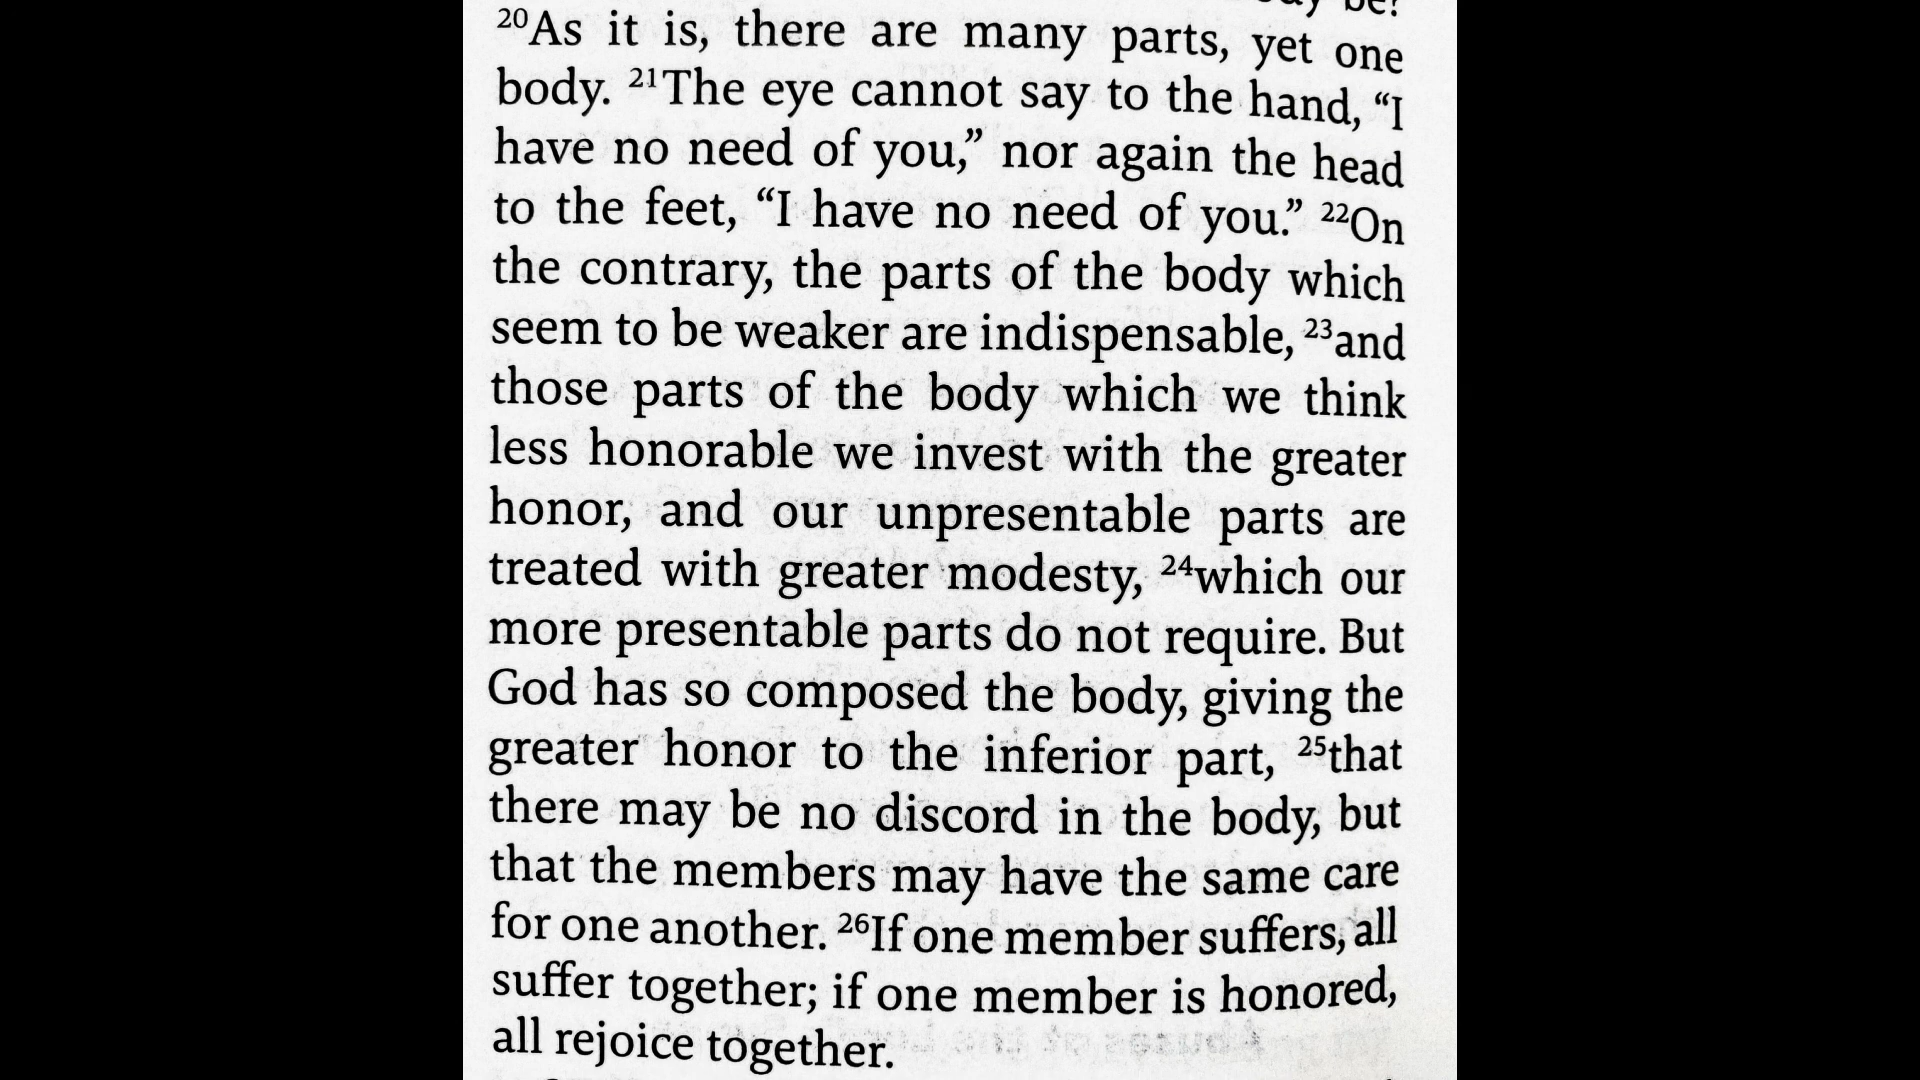 ²⁰As it is, there are many parts, yet one
body. ²¹The eye cannot say to the hand, “I
have no need of you,” nor again the head
to the feet, “I have no need of you.” ²²On
the contrary, the parts of the body which
seem to be weaker are indispensable, ²³and
those parts of the body which we think
less honorable we invest with the greater
honor, and our unpresentable parts are
treated with greater modesty, ²⁴which our
more presentable parts do not require. But
God has so composed the body, giving the
greater honor to the inferior part, ²⁵that
there may be no discord in the body, but
that the members may have the same care
for one another. ²⁶If one member suffers, all
suffer together; if one member is honored,
all rejoice together.